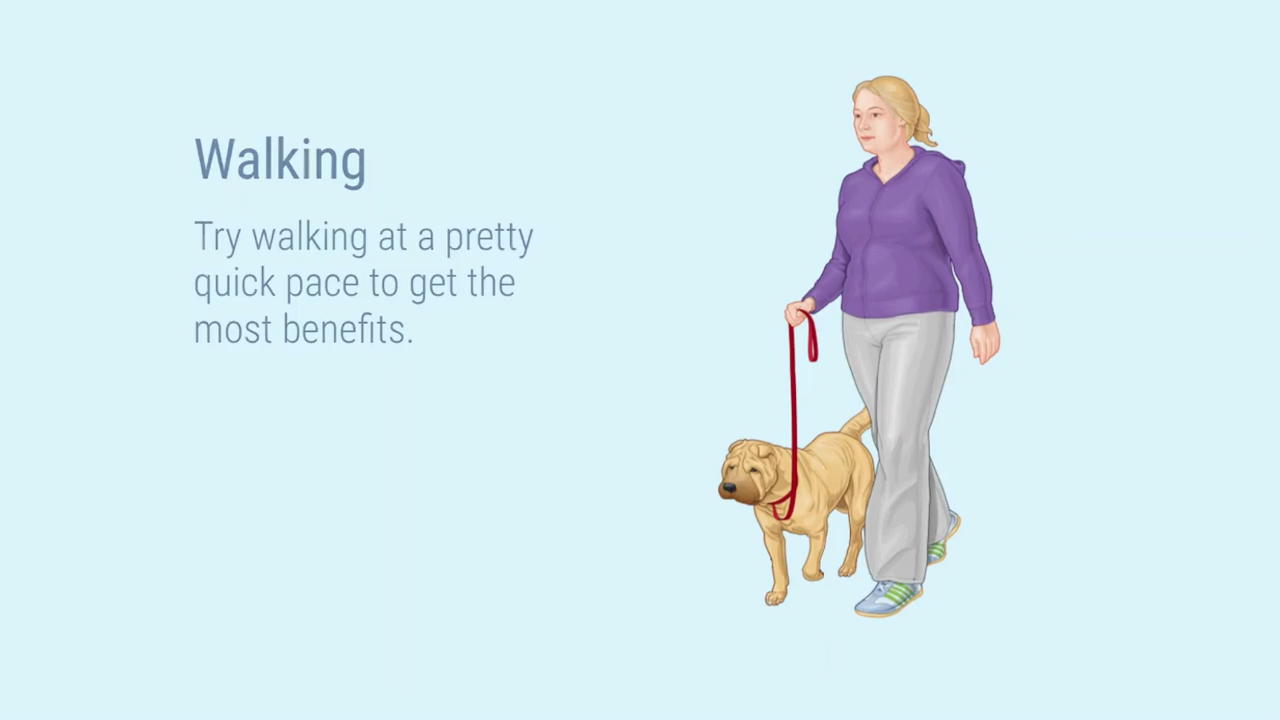 Walking
Try walking at a pretty
quick pace to get the
most benefits.